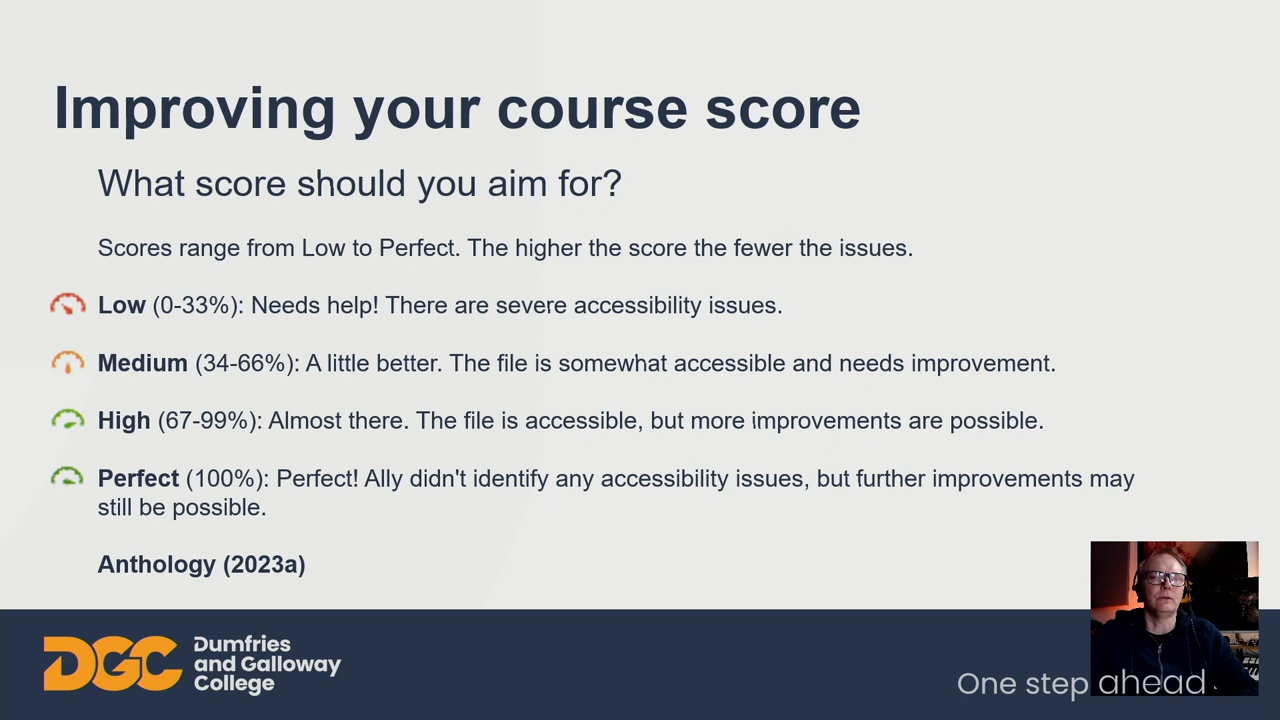 Improving your course score
What score should you aim for?
Scores range from Low to Perfect. The higher the score the fewer the issues.
Low (0-33%): Needs help! There are severe accessibility issues.
Medium (34-66%): A little better. The file is somewhat accessible and needs improvement.
High (67-99%): Almost there. The file is accessible, but more improvements are possible.
Perfect (100%): Perfect! Ally didn't identify any accessibility issues, but further improvements may
still be possible.
Anthology (2023a)
DGC
Dumfries
and Galloway
College
One step ahead